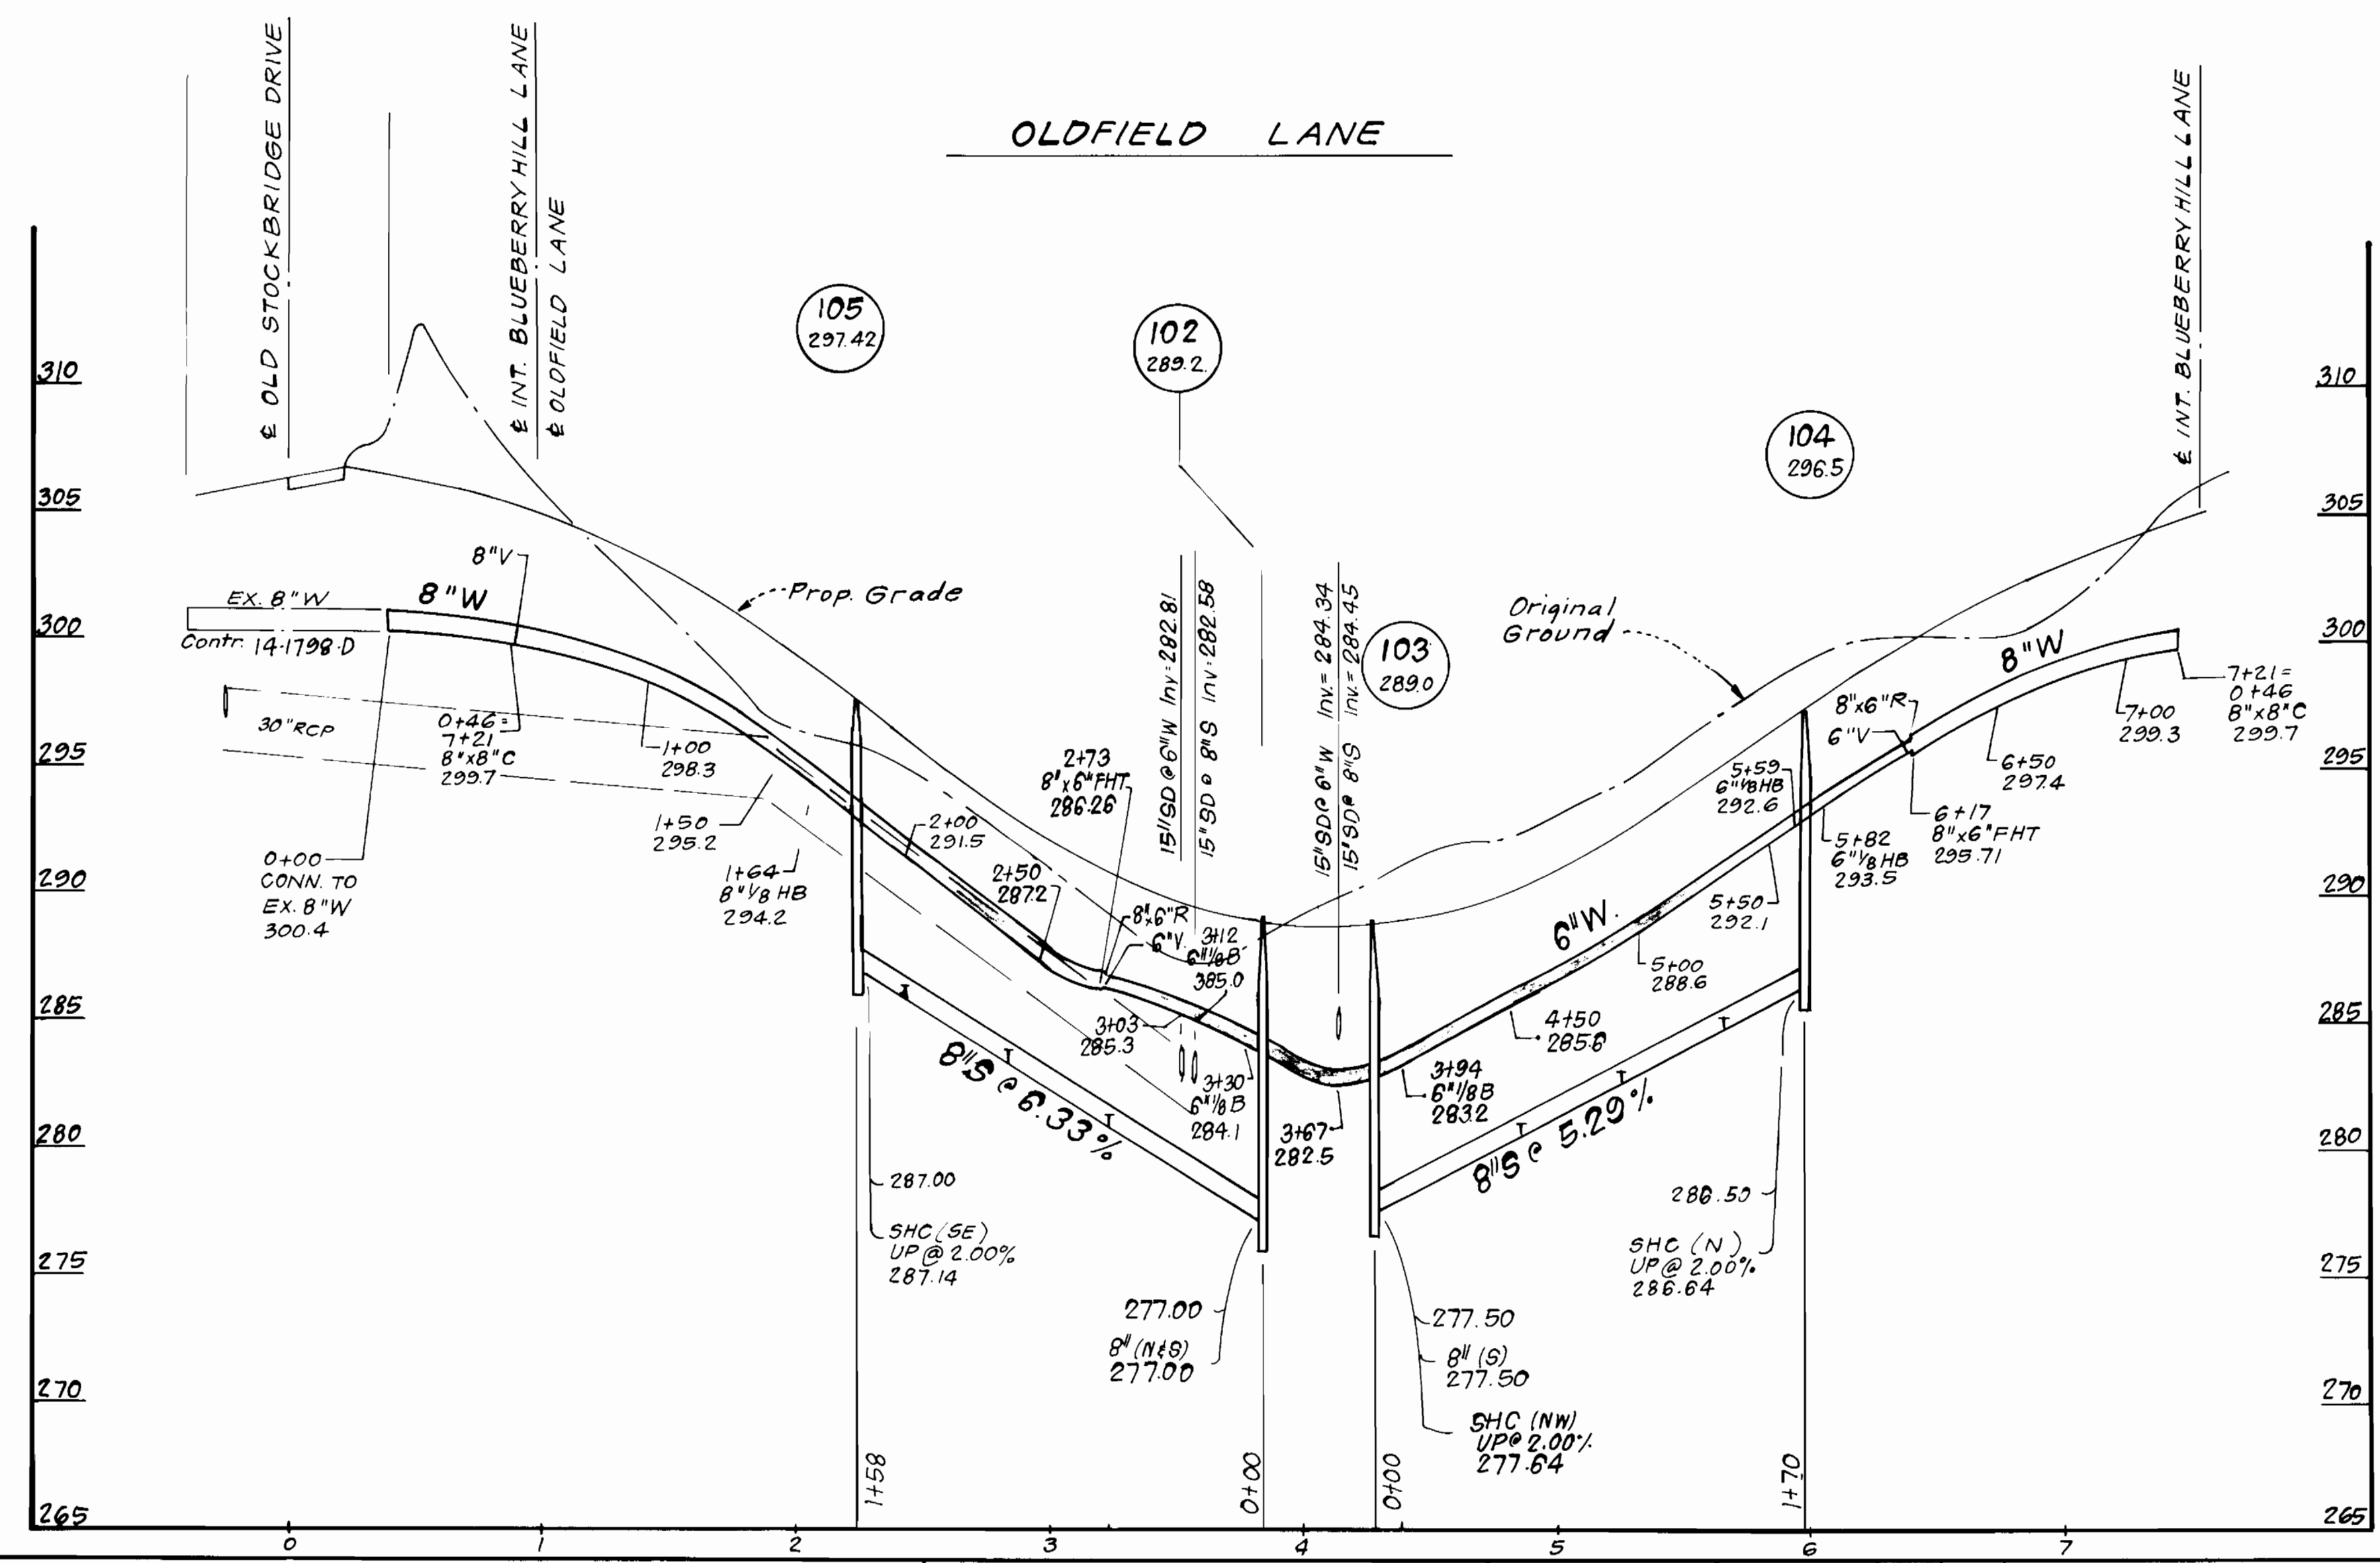 OLDFIELD LANE
℄ OLD STOCKBRIDGE DRIVE
℄ INT. BLUEBERRY HILL LANE
℄ OLDFIELD LANE
℄ INT. BLUEBERRY HILL LANE
105
297.42
102
289.2
103
289.0
104
296.5
310
305
300
295
290
285
280
275
270
265
310
305
300
295
290
285
280
275
270
265
8"V
EX. 8"W
8"W
Contr. 14-1798-D
Prop. Grade
Original
Ground
30"RCP
0+46=
7+21
8"x8"C
299.7
0+00
CONN. TO
EX. 8"W
300.4
1+00
298.3
1+50
295.2
1+64
8"1/8 HB
294.2
2+00
291.5
2+50
287.2
2+73
8"x6"FHT
286.26
8"x6"R
6"V
3+12
6"1/8B
385.0
3+03
285.3
3+30
6"1/8B
284.1
15"SD@6"W Inv=282.81
15"SD@8"S Inv=282.58
15"SD@6"W Inv.=284.34
15"SD@8"S Inv.=284.45
3+67
282.5
3+94
6"1/8B
283.2
4+50
285.6
5+00
288.6
5+50
292.1
5+59
6"1/8HB
292.6
5+82
6"1/8HB
293.5
6"W.
8"x6"R
6"V
6+17
8"x6"FHT
295.71
6+50
297.4
8"W
7+00
299.3
7+21=
0+46
8"x8"C
299.7
8"S @ 6.33%
8"S @ 5.29%
287.00
SHC (SE)
UP @ 2.00%
287.14
277.00
8" (N&S)
277.00
277.50
8" (S)
277.50
SHC (NW)
UP@ 2.00%
277.64
286.50
SHC (N)
UP@ 2.00%
286.64
1+58
0+00
0+00
1+70
0 1 2 3 4 5 6 7